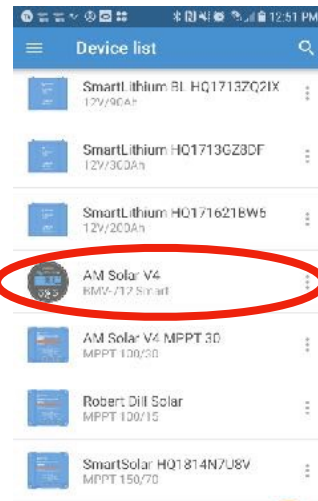 12:51 PM
Device list
SmartLithium BL HQ1713ZQ2IX
12V/90Ah
SmartLithium HQ1713GZ8DF
12V/300Ah
SmartLithium HQ171621BW6
12V/200Ah
AM Solar V4
BMV-712 Smart
AM Solar V4 MPPT 30
MPPT 100/30
Robert Dill Solar
MPPT 100/15
SmartSolar HQ1814N7U8V
MPPT 150/70